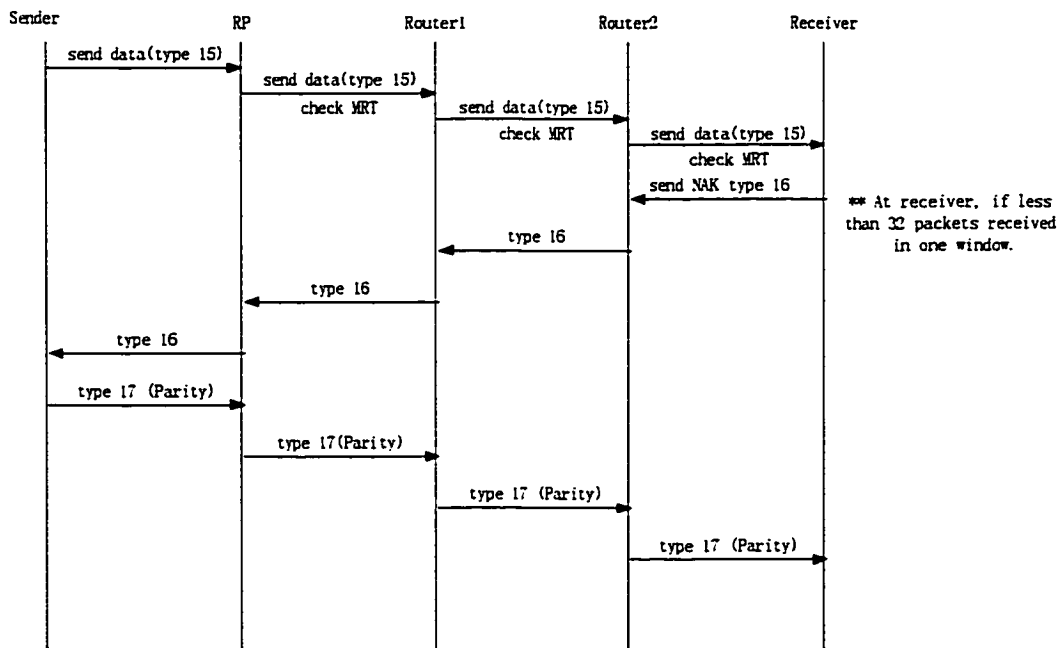 Sender
RP
Router1
Router2
Receiver
send data(type 15)
send data(type 15)
check MRT
send data(type 15)
check MRT
send data(type 15)
check MRT
send NAK type 16
** At receiver, if less
than 32 packets received
in one window.
type 16
type 16
type 16
type 17 (Parity)
type 17(Parity)
type 17 (Parity)
type 17 (Parity)